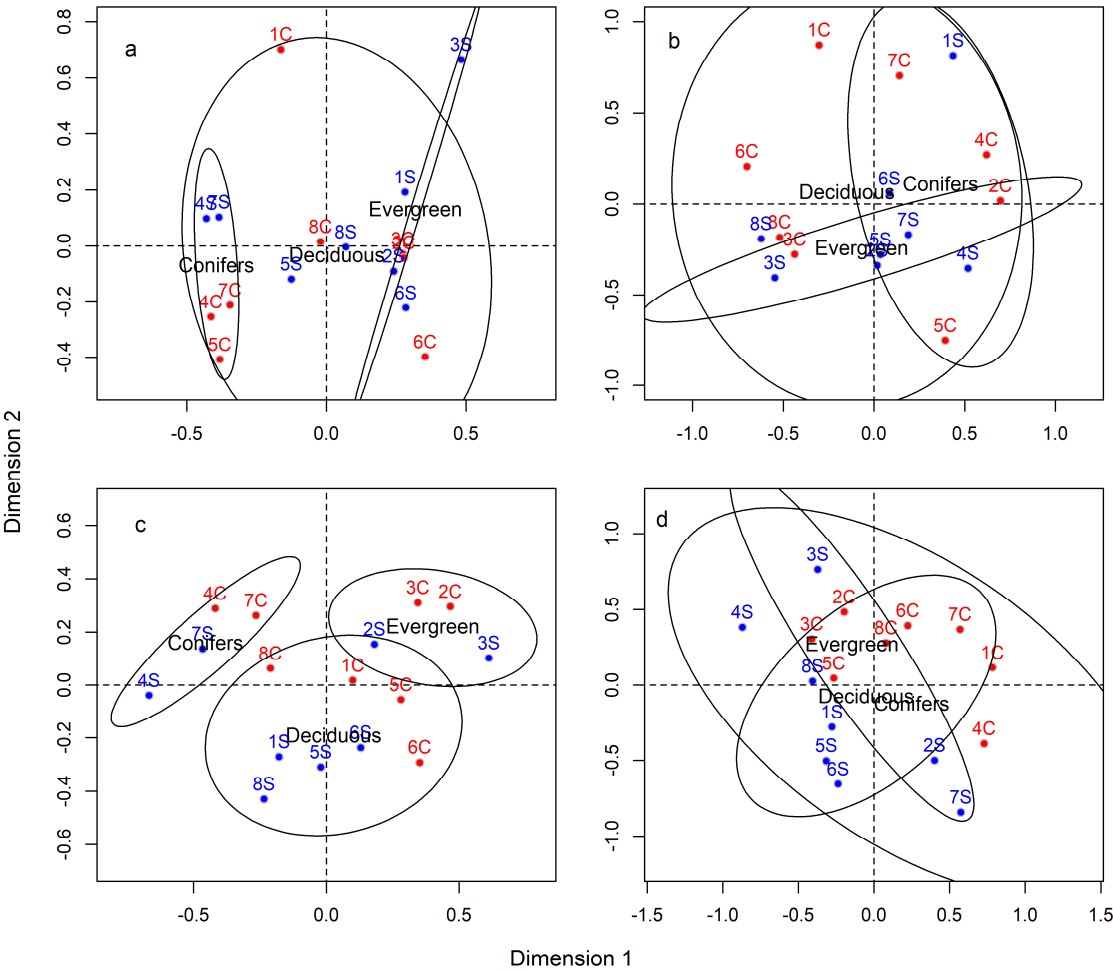 a
1C
3S
4S
7S
1S
Evergreen
8C
8S
Deciduous
3C
2S
Conifers
5S
7C
4C
6S
5C
6C
0.8
0.6
0.4
0.2
0.0
-0.2
-0.4
-0.5 0.0 0.5
b
1C
1S
7C
4C
6C
6S
Deciduous
Conifers
2C
8S
3C
7S
5S
Evergreen
3S
4S
5C
1.0
0.5
0.0
-0.5
-1.0
-1.0 -0.5 0.0 0.5 1.0
c
4C
7C
3C
2C
7S
Conifers
2S
Evergreen
3S
4S
8C
1C
5C
1S
Deciduous
6S
5S
6C
8S
0.6
0.4
0.2
0.0
-0.2
-0.4
-0.6
-0.5 0.0 0.5
d
3S
4S
2C
6C
7C
3C
8C
Evergreen
1C
8S
5C
Deciduous
Conifers
1S
4C
5S
6S
2S
7S
1.0
0.5
0.0
-0.5
-1.0
-1.5 -1.0 -0.5 0.0 0.5 1.0 1.5
Dimension 2
Dimension 1